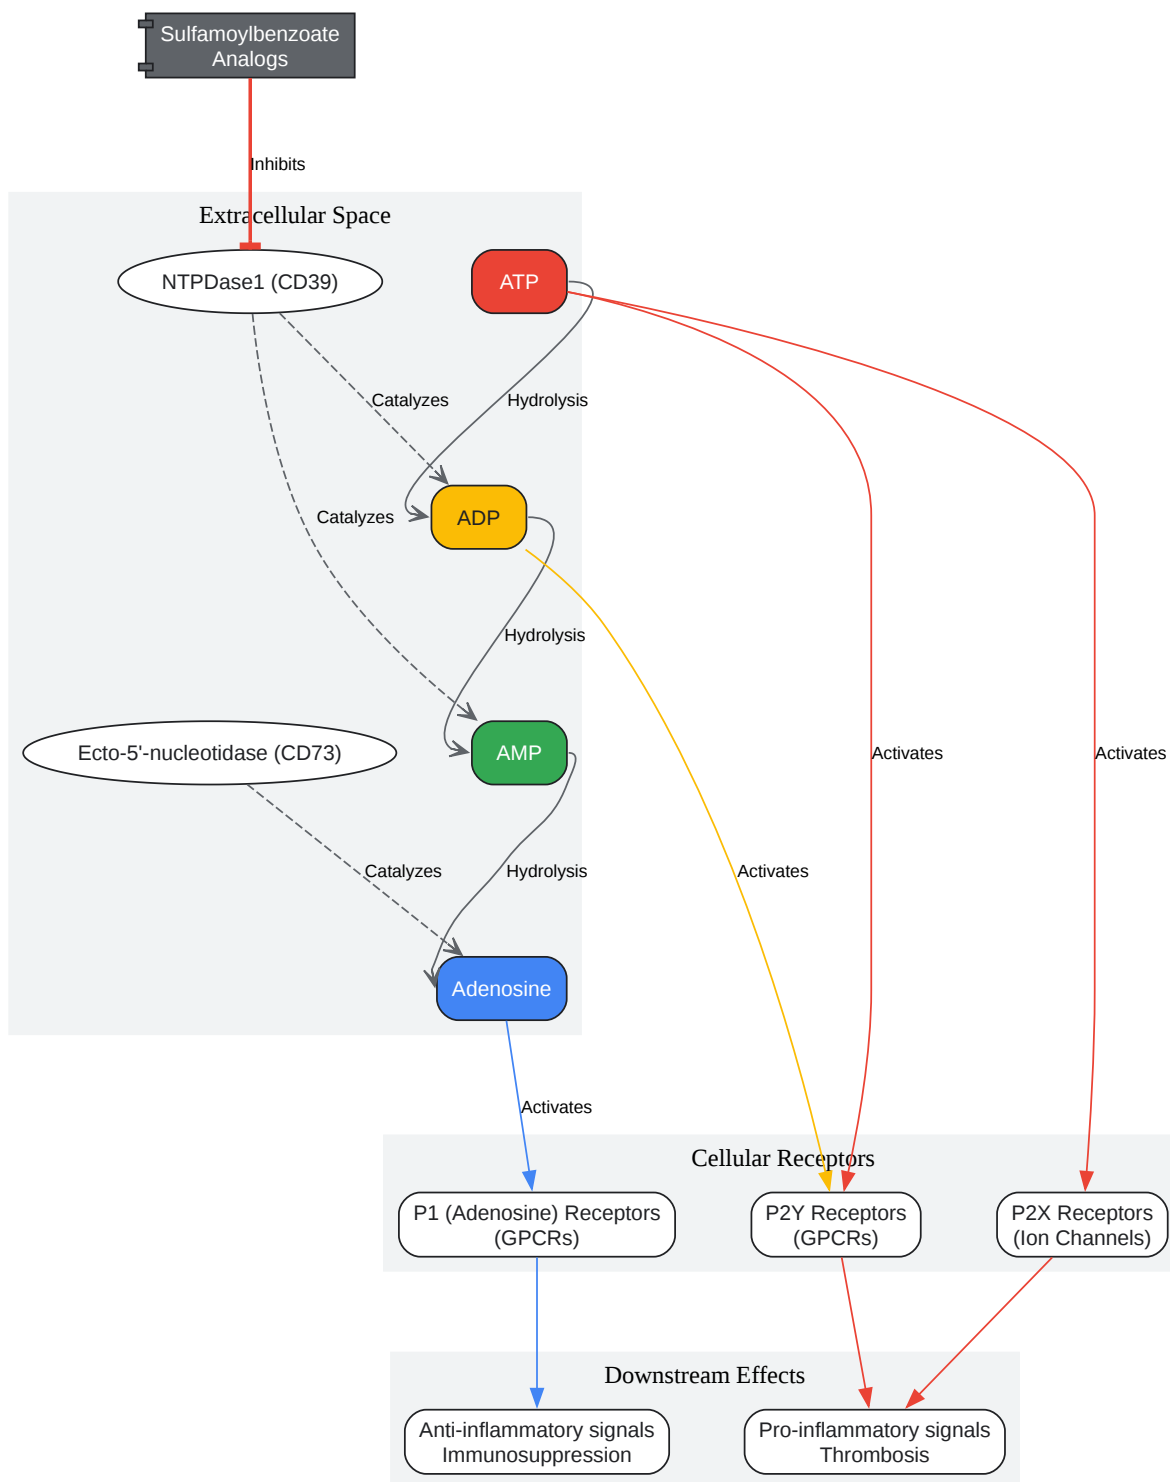 Sulfamoylbenzoate
Analogs
Inhibits
Extracellular Space
NTPDase1 (CD39)
ATP
Catalyzes
Hydrolysis
Catalyzes
ADP
Hydrolysis
Ecto-5'-nucleotidase (CD73)
AMP
Activates
Activates
Catalyzes
Hydrolysis
Activates
Adenosine
Activates
Cellular Receptors
P1 (Adenosine) Receptors
(GPCRs)
P2Y Receptors
(GPCRs)
P2X Receptors
(Ion Channels)
Downstream Effects
Anti-inflammatory signals
Immunosuppression
Pro-inflammatory signals
Thrombosis